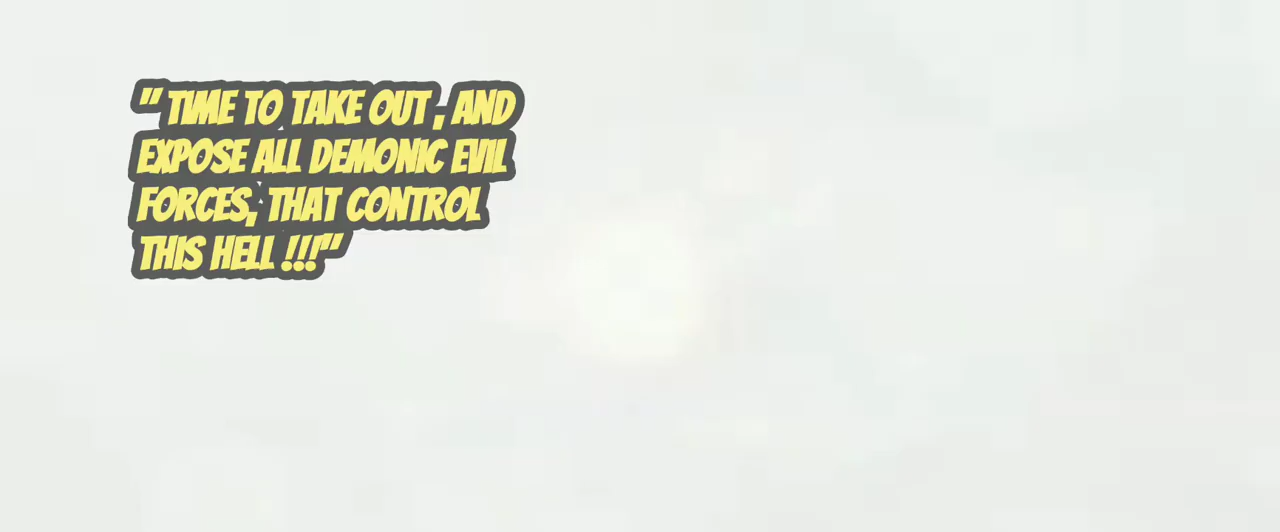 " TIME TO TAKE OUT , AND
EXPOSE ALL DEMONIC EVIL
FORCES, THAT CONTROL
THIS HELL !!!"